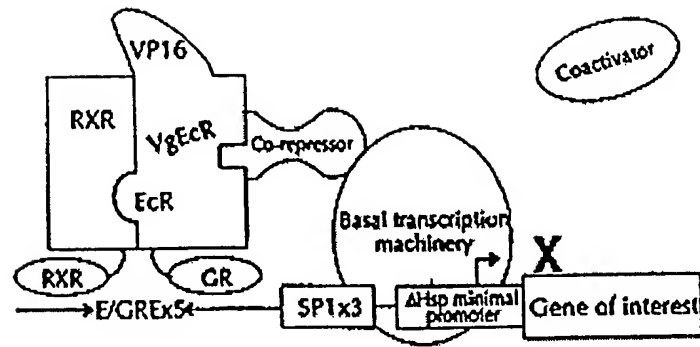 VP16
Coactivator
RXR
VgEcR
Co-repressor
EcR
Basal transcription
machinery
X
RXR
GR
E/GREx5
SP1x3
ΔHsp minimal
promoter
Gene of interest